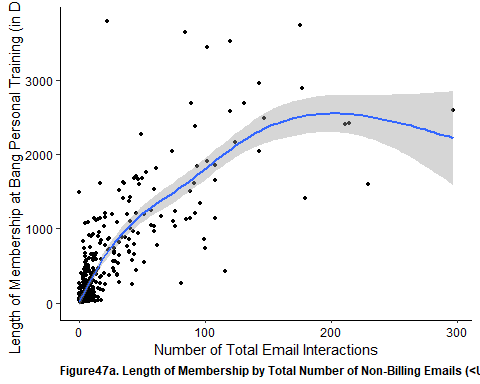 Length of Membership at Bang Personal Training (in D
3000
2000
1000
0
0 100 200 300
Number of Total Email Interactions
Figure47a. Length of Membership by Total Number of Non-Billing Emails (<